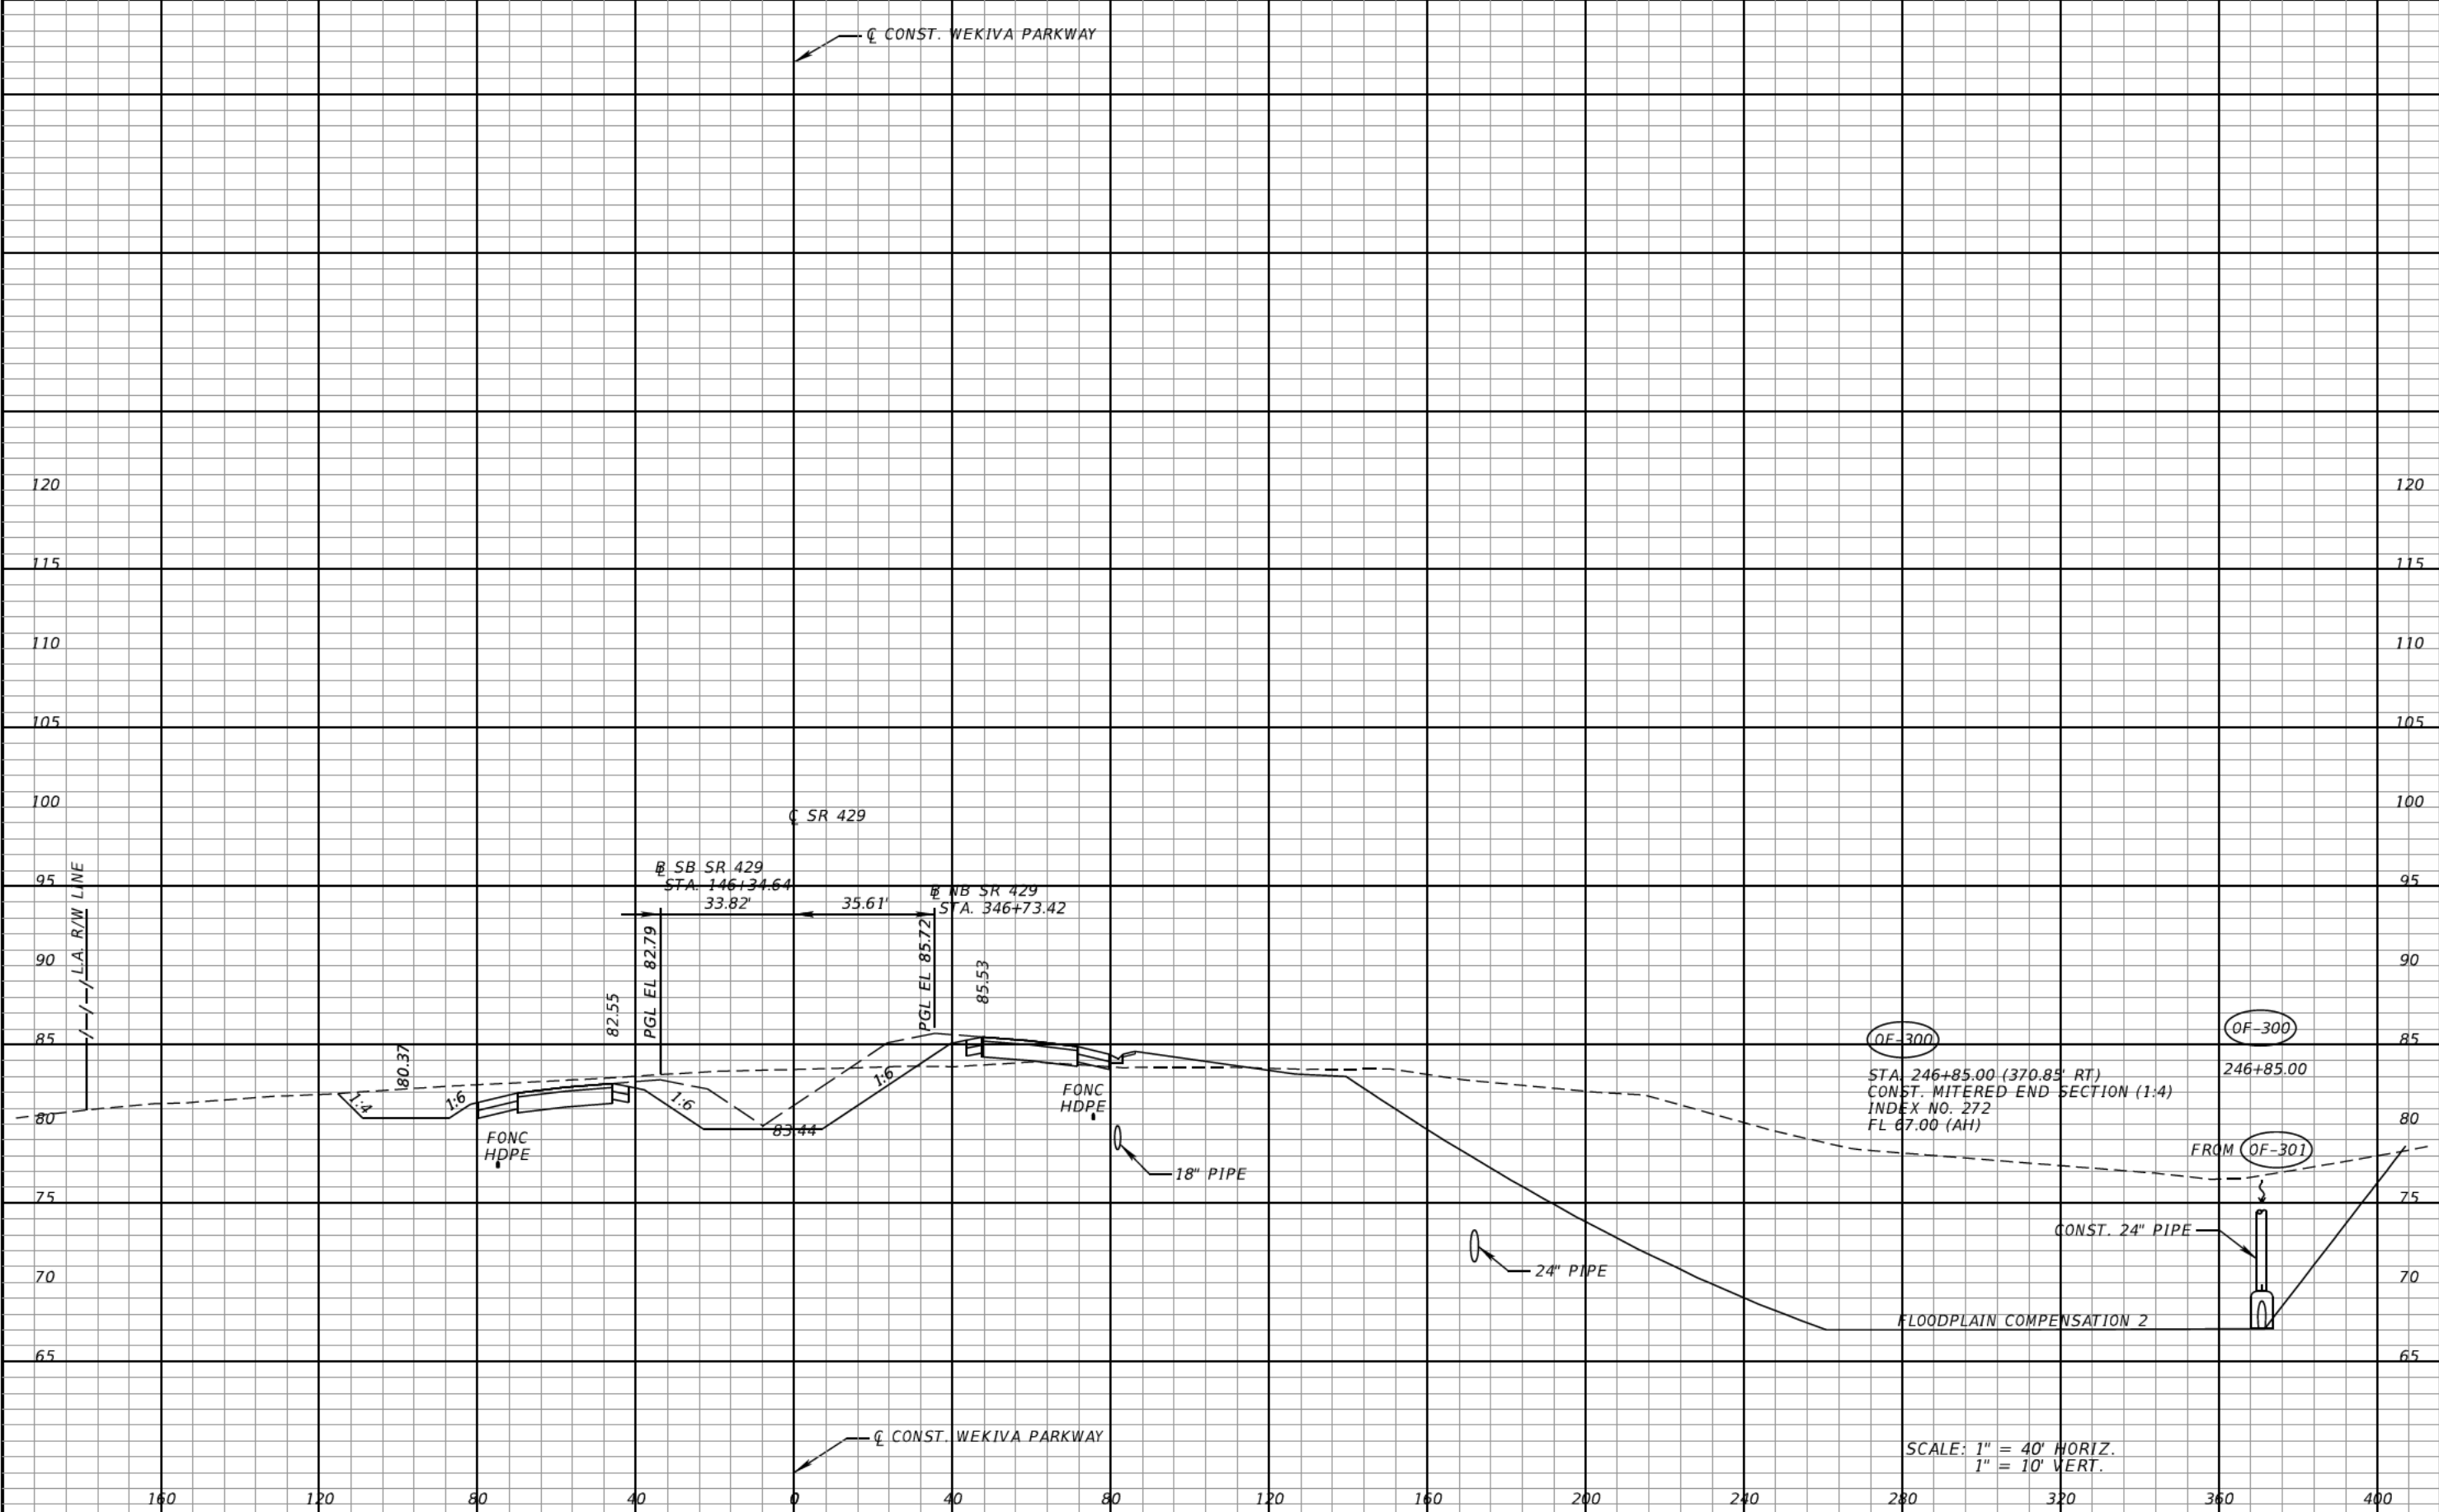 ℄ CONST. WEKIVA PARKWAY
120 120
115 115
110 110
105 105
100 100
℄ SR 429
95 95
L.A. R/W LINE
B̲L SB SR 429
STA. 146+34.64
33.82'
35.61'
B̲L NB SR 429
STA. 346+73.42
90 90
PGL EL 82.79
PGL EL 85.72
82.55
85.53
85 85
80.37
OF-300
STA. 246+85.00 (370.85' RT)
CONST. MITERED END SECTION (1:4)
INDEX NO. 272
FL 67.00 (AH)
OF-300
246+85.00
FROM OF-301
80 80
1:4
1:6
1:6
1:6
83.44
FONC
HDPE
FONC
HDPE
18" PIPE
75 75
CONST. 24" PIPE
24" PIPE
70 70
FLOODPLAIN COMPENSATION 2
65 65
℄ CONST. WEKIVA PARKWAY
SCALE: 1" = 40' HORIZ.
1" = 10' VERT.
160 120 80 40 0 40 80 120 160 200 240 280 320 360 400